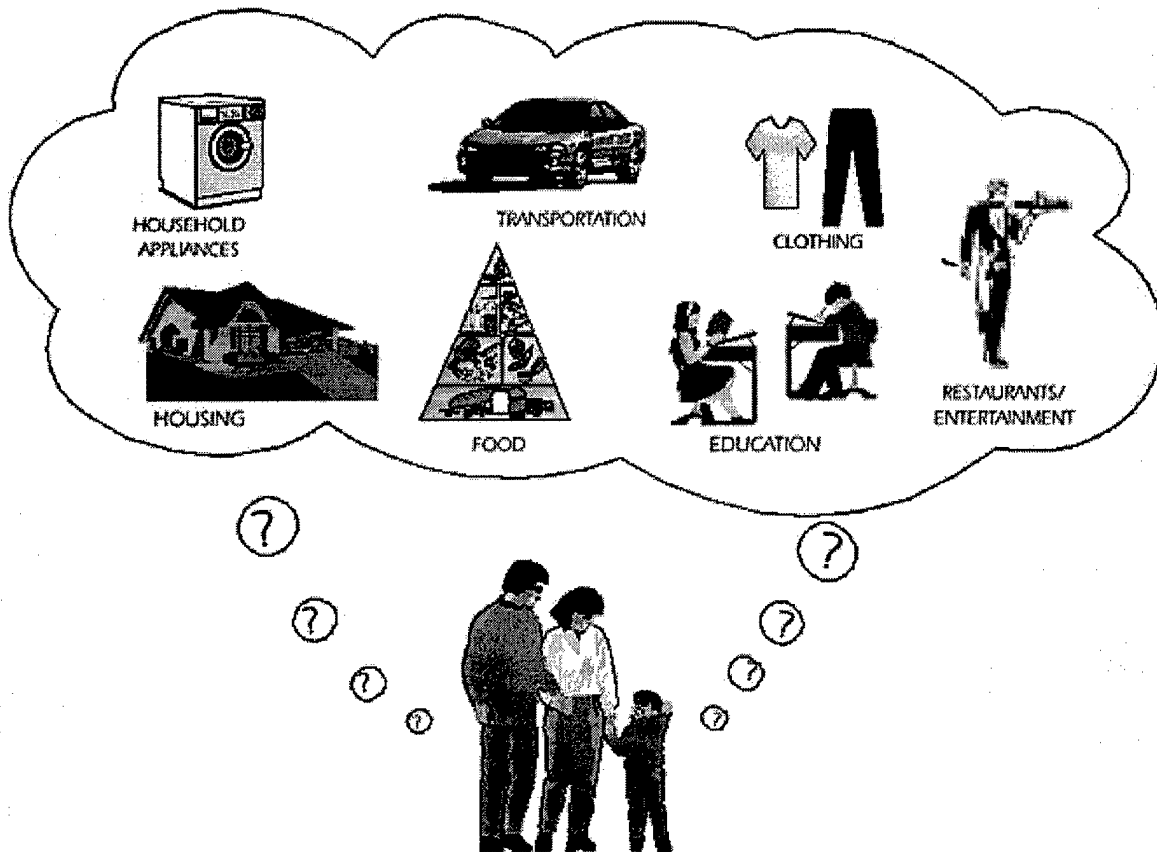 HOUSEHOLD
APPLIANCES
TRANSPORTATION
CLOTHING
HOUSING
FOOD
EDUCATION
RESTAURANTS/
ENTERTAINMENT
?
?
?
?
?
?
?
?